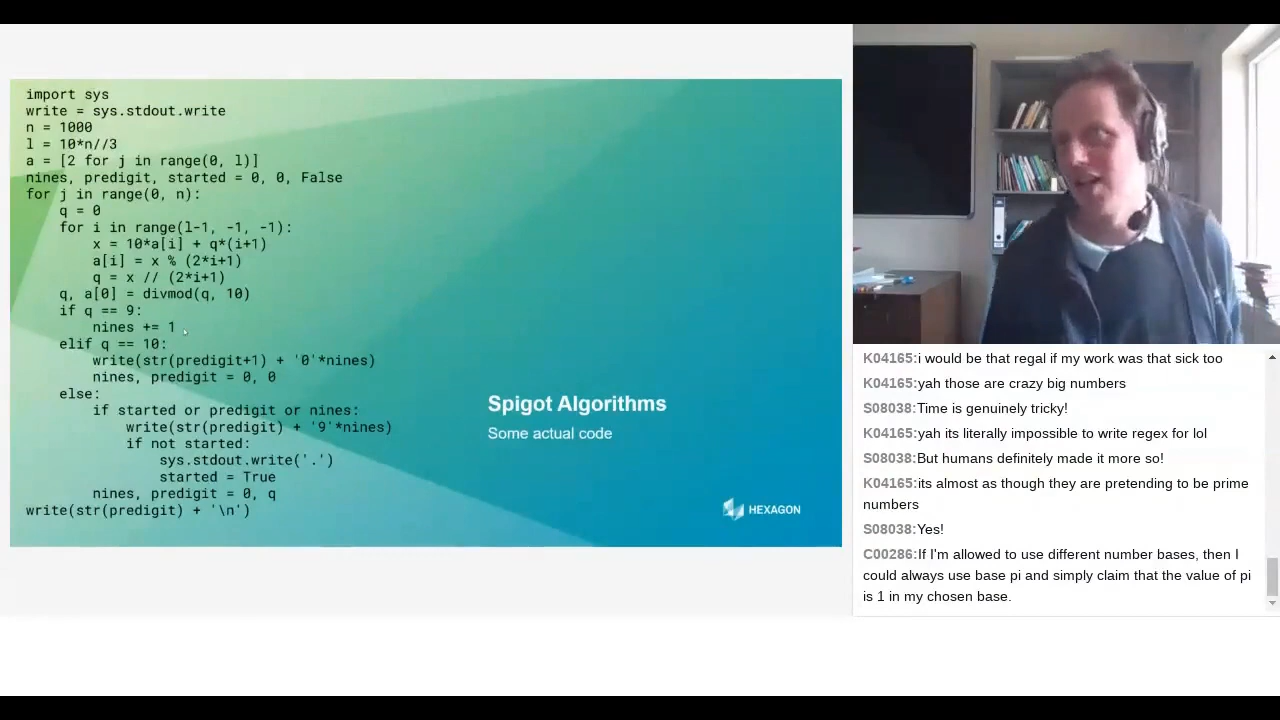 import sys
write = sys.stdout.write
n = 1000
l = 10*n//3
a = [2 for j in range(0, l)]
nines, predigit, started = 0, 0, False
for j in range(0, n):
    q = 0
    for i in range(l-1, -1, -1):
        x = 10*a[i] + q*(i+1)
        a[i] = x % (2*i+1)
        q = x // (2*i+1)
    q, a[0] = divmod(q, 10)
    if q == 9:
        nines += 1
    elif q == 10:
        write(str(predigit+1) + '0'*nines)
        nines, predigit = 0, 0
    else:
        if started or predigit or nines:
            write(str(predigit) + '9'*nines)
            if not started:
                sys.stdout.write('.')
                started = True
        nines, predigit = 0, q
write(str(predigit) + '\n')
Spigot Algorithms
Some actual code
HEXAGON
K04165:i would be that regal if my work was that sick too
K04165:yah those are crazy big numbers
S08038:Time is genuinely tricky!
K04165:yah its literally impossible to write regex for lol
S08038:But humans definitely made it more so!
K04165:its almost as though they are pretending to be prime
numbers
S08038:Yes!
C00286:If I'm allowed to use different number bases, then I
could always use base pi and simply claim that the value of pi
is 1 in my chosen base.